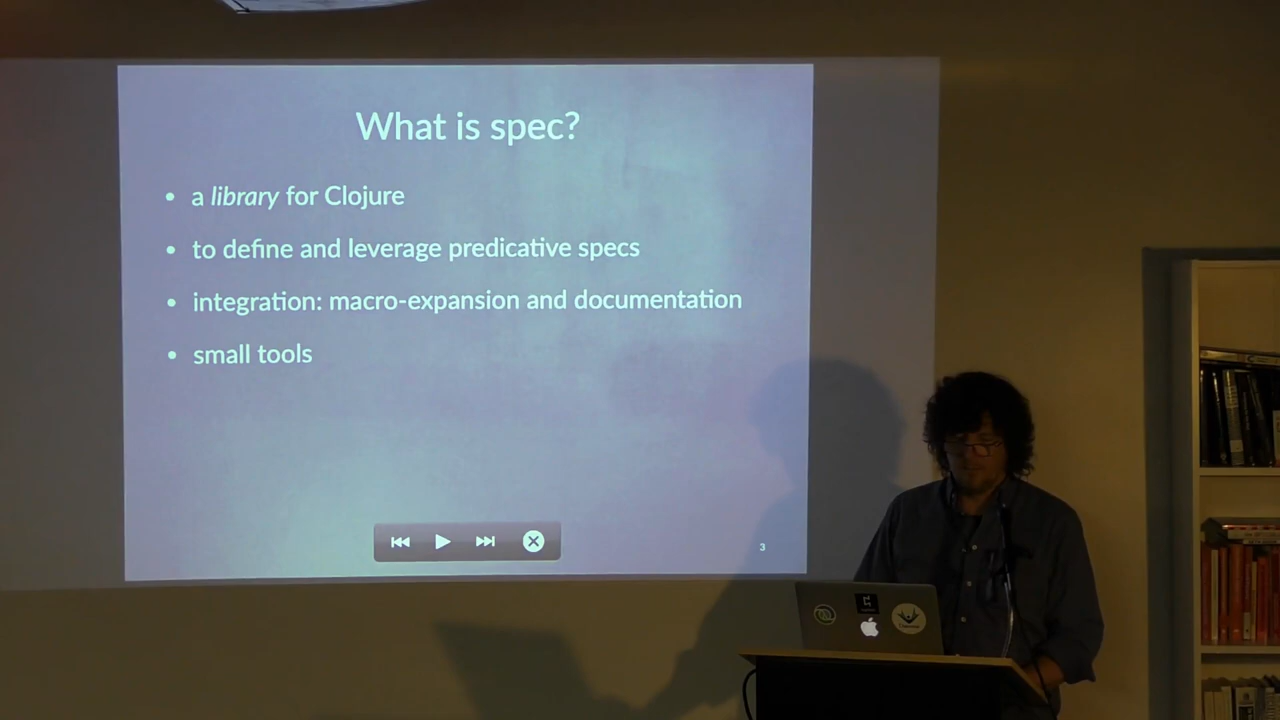 What is spec?
• a library for Clojure
• to define and leverage predicative specs
• integration: macro-expansion and documentation
• small tools
3